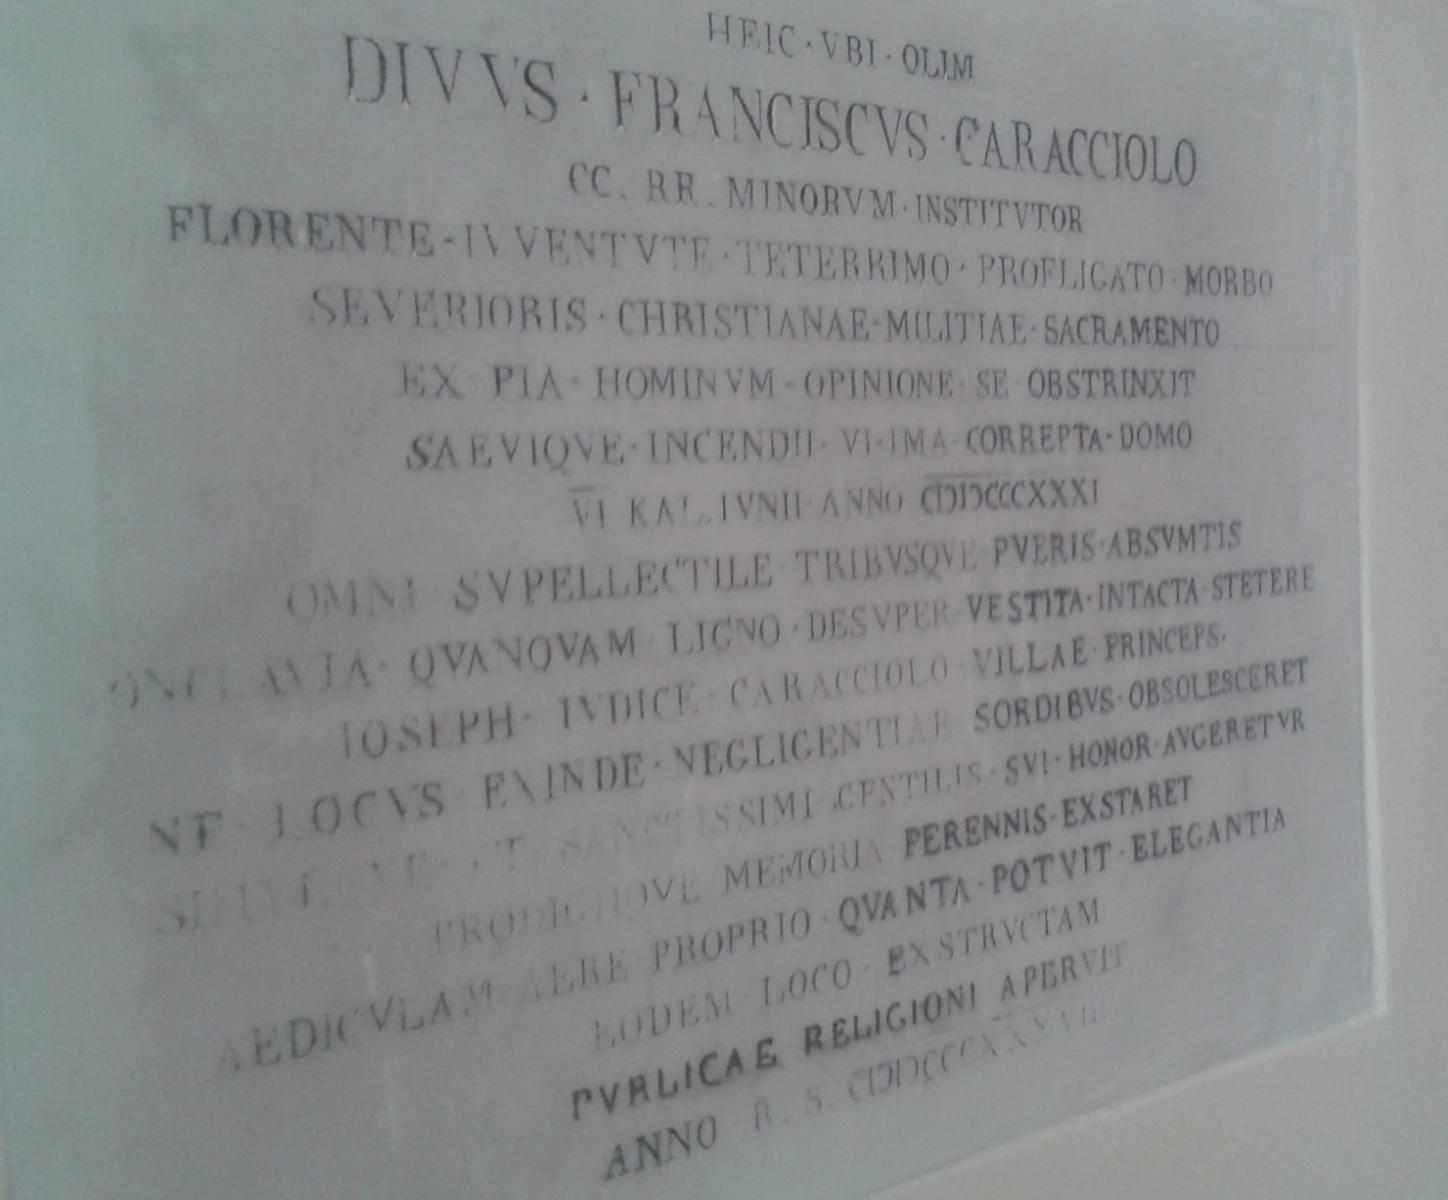 HEIC · VBI · OLIM
DIVVS · FRANCISCVS · CARACCIOLO
CC. RR. MINORVM · INSTITVTOR
FLORENTE - IVVENTVTE · TETERRIMO · PROFLIGATO · MORBO
SEVERIORIS · CHRISTIANAE · MILITIAE · SACRAMENTO
EX PIA · HOMINVM - OPINIONE · SE OBSTRINXIT
SAEVIQVE · INCENDII · CORREPTA · DOMO
VI KAL. IVNII · ANNO CIƆIƆCCCXXXI
OMNI SVPELLECTILE TRIBVSQVE PVERIS · ABSVMTIS
QVANQVAM · LIGNO · DESVPER VESTITA · INTACTA · STETERE
IOSEPH · IVDICE · CARACCIOLO · VILLAE · PRINCEPS.
NE LOCVS EXINDE · NEGLIGENTIAE SORDIBVS · OBSOLESCERET
SANCTISSIMI GENTILIS · SVI · HONOR · AVGERETVR
PRODIGIIQVE MEMORIA PERENNIS · EXSTARET
AEDICVLAM AERE PROPRIO · QVANTA · POTVIT · ELEGANTIA
EODEM LOCO · EXSTRVCTAM
PVBLICAE RELIGIONI APERVIT
ANNO R. S.